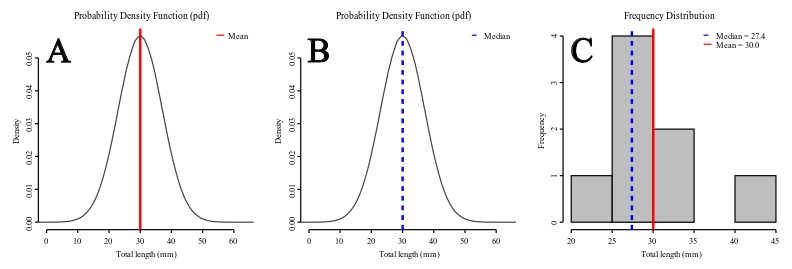 Probability Density Function (pdf)
A
Mean
0.00 0.01 0.02 0.03 0.04 0.05
Density
0 10 20 30 40 50 60
Total length (mm)
Probability Density Function (pdf)
B
Median
0.00 0.01 0.02 0.03 0.04 0.05
Density
0 10 20 30 40 50 60
Total length (mm)
Frequency Distribution
C
Median = 27.4
Mean = 30.0
0 1 2 3 4
Frequency
20 25 30 35 40 45
Total length (mm)